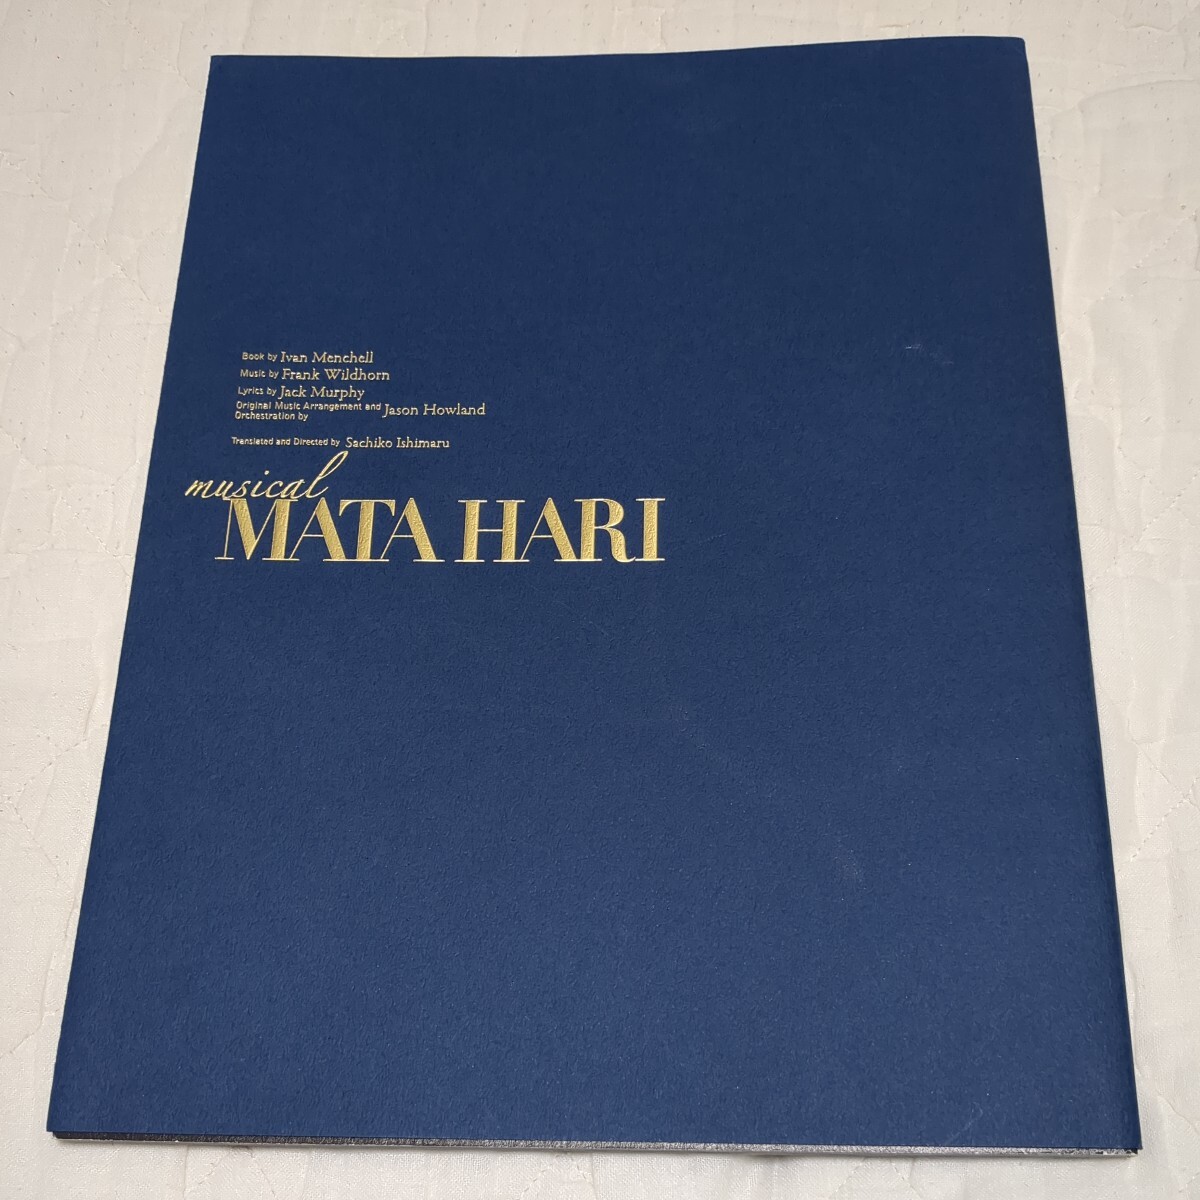 Book by Ivan Menchell
Music by Frank Wildhorn
Lyrics by Jack Murphy
Original Music Arrangement and Orchestration by Jason Howland
Translated and Directed by Sachiko Ishimaru
musical
MATA HARI